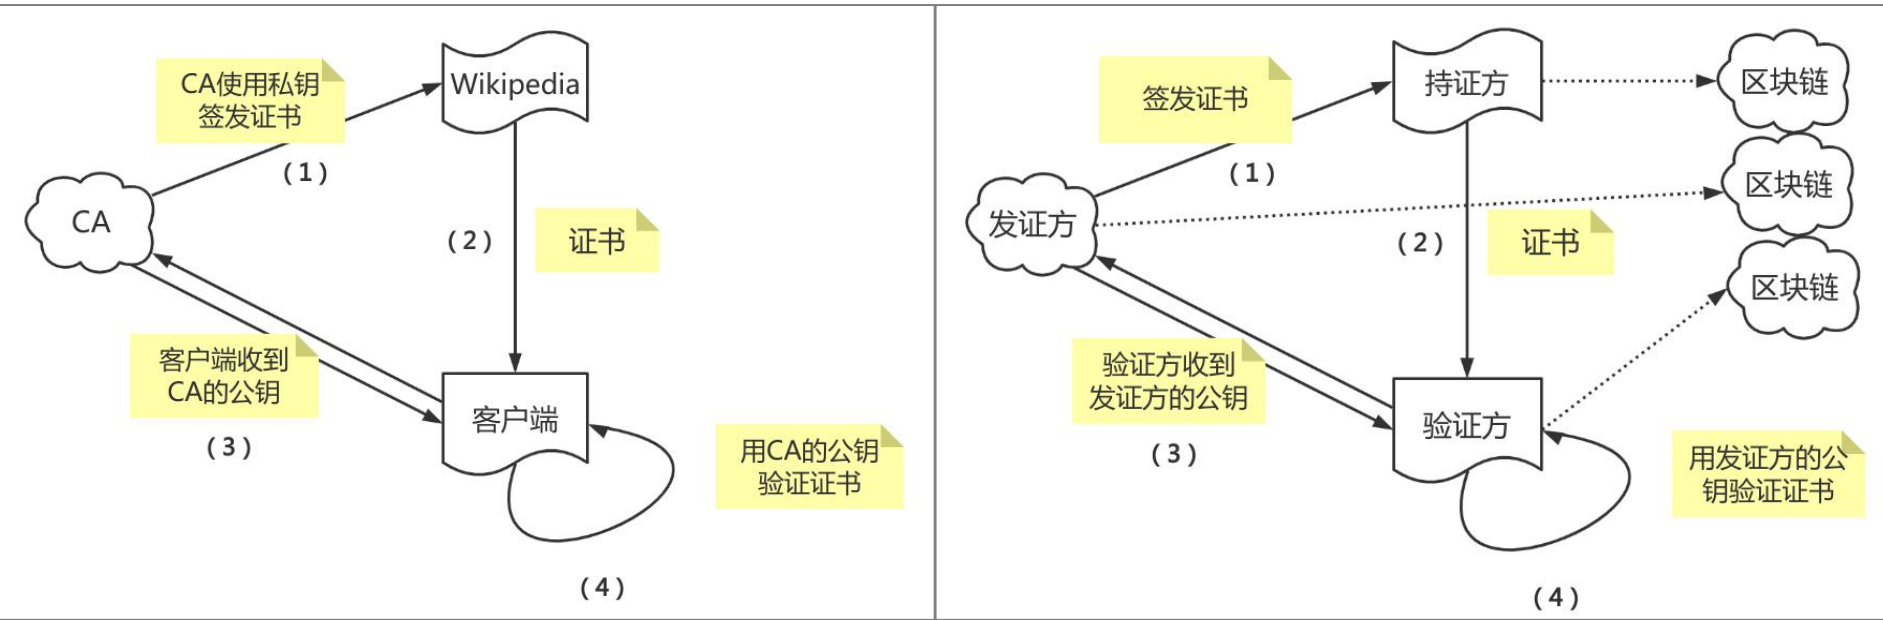 CA使用私钥
签发证书
Wikipedia
(1)
CA
(2)
证书
客户端收到
CA的公钥
(3)
客户端
用CA的公钥
验证证书
(4)
签发证书
持证方
区块链
(1)
区块链
发证方
(2)
证书
区块链
验证方收到
发证方的公钥
(3)
验证方
用发证方的公
钥验证证书
(4)